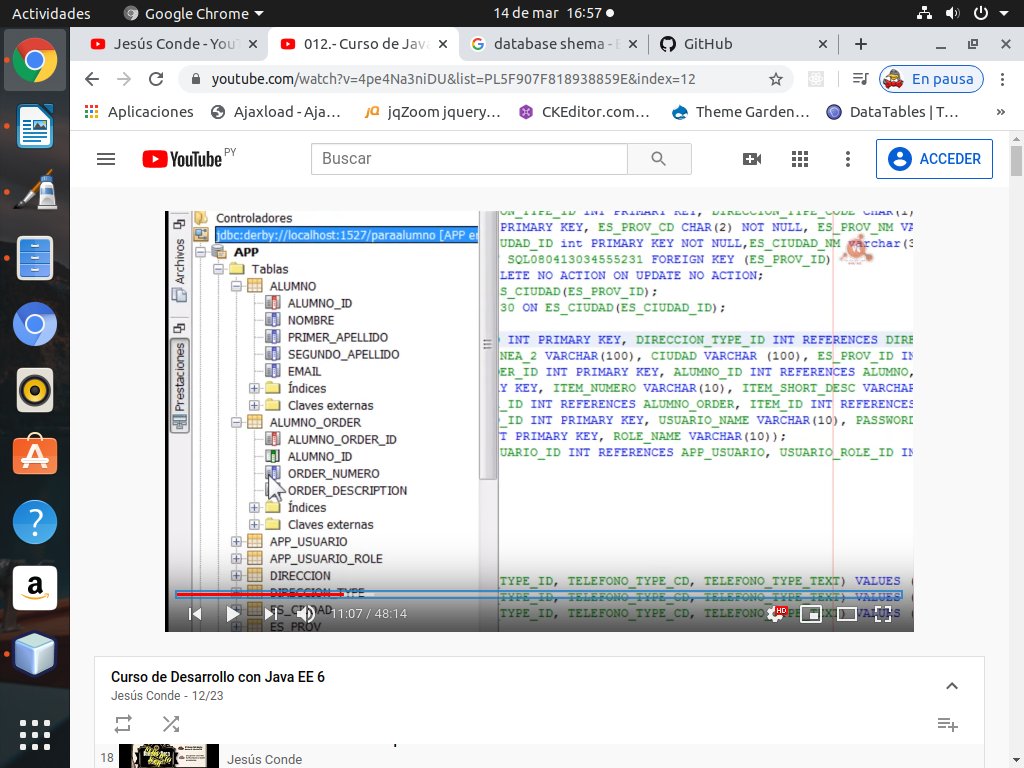 Actividades
Google Chrome
14 de mar 16:57
Jesús Conde - You
012.- Curso de Java
database shema - B
GitHub
youtube.com/watch?v=4pe4Na3niDU&list=PL5F907F818938859E&index=12
En pausa
Aplicaciones
Ajaxload - Aja...
jqZoom jquery...
CKEditor.com...
Theme Garden...
DataTables | T...
»
YouTube PY
Buscar
ACCEDER
Archivos
Prestaciones
Controladores
jdbc:derby://localhost:1527/paraalumno [APP en
APP
Tablas
ALUMNO
ALUMNO_ID
NOMBRE
PRIMER_APELLIDO
SEGUNDO_APELLIDO
EMAIL
Índices
Claves externas
ALUMNO_ORDER
ALUMNO_ORDER_ID
ALUMNO_ID
ORDER_NUMERO
ORDER_DESCRIPTION
Índices
Claves externas
APP_USUARIO
APP_USUARIO_ROLE
DIRECCION
DIRECCION_TYPE
ES_CIUDAD
ES_PROV
ON_TYPE_ID INT PRIMARY KEY, DIRECCION_TYPE_CODE CHAR(1)
PRIMARY KEY, ES_PROV_CD CHAR(2) NOT NULL, ES_PROV_NM VA
UDAD_ID int PRIMARY KEY NOT NULL,ES_CIUDAD_NM varchar(3
SQL080413034555231 FOREIGN KEY (ES_PROV_ID)
LETE NO ACTION ON UPDATE NO ACTION;
S_CIUDAD(ES_PROV_ID);
30 ON ES_CIUDAD(ES_CIUDAD_ID);
INT PRIMARY KEY, DIRECCION_TYPE_ID INT REFERENCES DIRE
NEA_2 VARCHAR(100), CIUDAD VARCHAR (100), ES_PROV_ID IN
ER_ID INT PRIMARY KEY, ALUMNO_ID INT REFERENCES ALUMNO,
Y KEY, ITEM_NUMERO VARCHAR(10), ITEM_SHORT_DESC VARCHAR
_ID INT REFERENCES ALUMNO_ORDER, ITEM_ID INT REFERENCES
_ID INT PRIMARY KEY, USUARIO_NAME VARCHAR(10), PASSWORD
T PRIMARY KEY, ROLE_NAME VARCHAR(10));
UARIO_ID INT REFERENCES APP_USUARIO, USUARIO_ROLE_ID IN
TYPE_ID, TELEFONO_TYPE_CD, TELEFONO_TYPE_TEXT) VALUES (
TYPE_ID, TELEFONO_TYPE_CD, TELEFONO_TYPE_TEXT) VALUES (
TYPE_ID, TELEFONO_TYPE_CD, TELEFONO_TYPE_TEXT) VALUES (
11:07 / 48:14
HD
Curso de Desarrollo con Java EE 6
Jesús Conde - 12/23
18
Jesús Conde